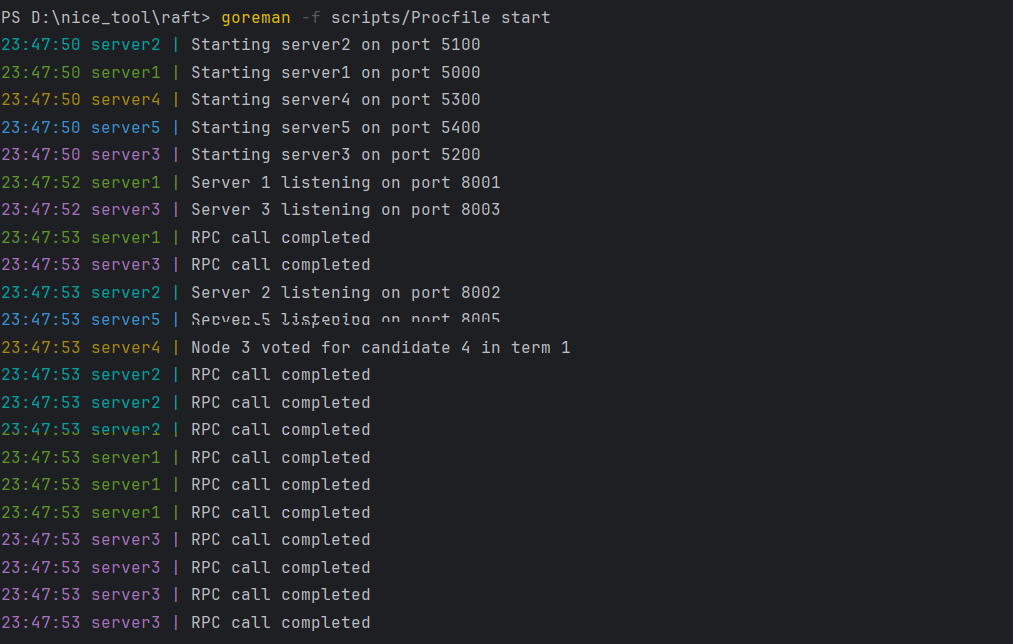 PS D:\nice_tool\raft> goreman -f scripts/Procfile start
23:47:50 server2 | Starting server2 on port 5100
23:47:50 server1 | Starting server1 on port 5000
23:47:50 server4 | Starting server4 on port 5300
23:47:50 server5 | Starting server5 on port 5400
23:47:50 server3 | Starting server3 on port 5200
23:47:52 server1 | Server 1 listening on port 8001
23:47:52 server3 | Server 3 listening on port 8003
23:47:53 server1 | RPC call completed
23:47:53 server3 | RPC call completed
23:47:53 server2 | Server 2 listening on port 8002
23:47:53 server5 | Server 5 listening on port 8005
23:47:53 server4 | Node 3 voted for candidate 4 in term 1
23:47:53 server2 | RPC call completed
23:47:53 server2 | RPC call completed
23:47:53 server2 | RPC call completed
23:47:53 server1 | RPC call completed
23:47:53 server1 | RPC call completed
23:47:53 server1 | RPC call completed
23:47:53 server3 | RPC call completed
23:47:53 server3 | RPC call completed
23:47:53 server3 | RPC call completed
23:47:53 server3 | RPC call completed